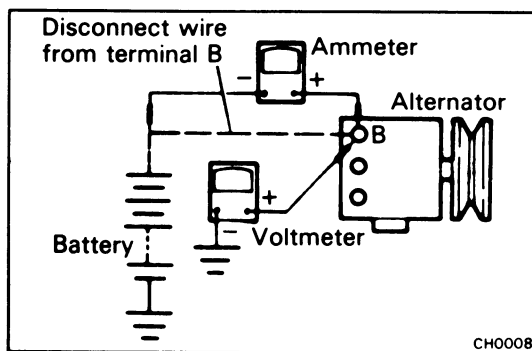 Disconnect wire
from terminal B
Ammeter
- +
Alternator
B
+
-
Voltmeter
Battery
CH0008